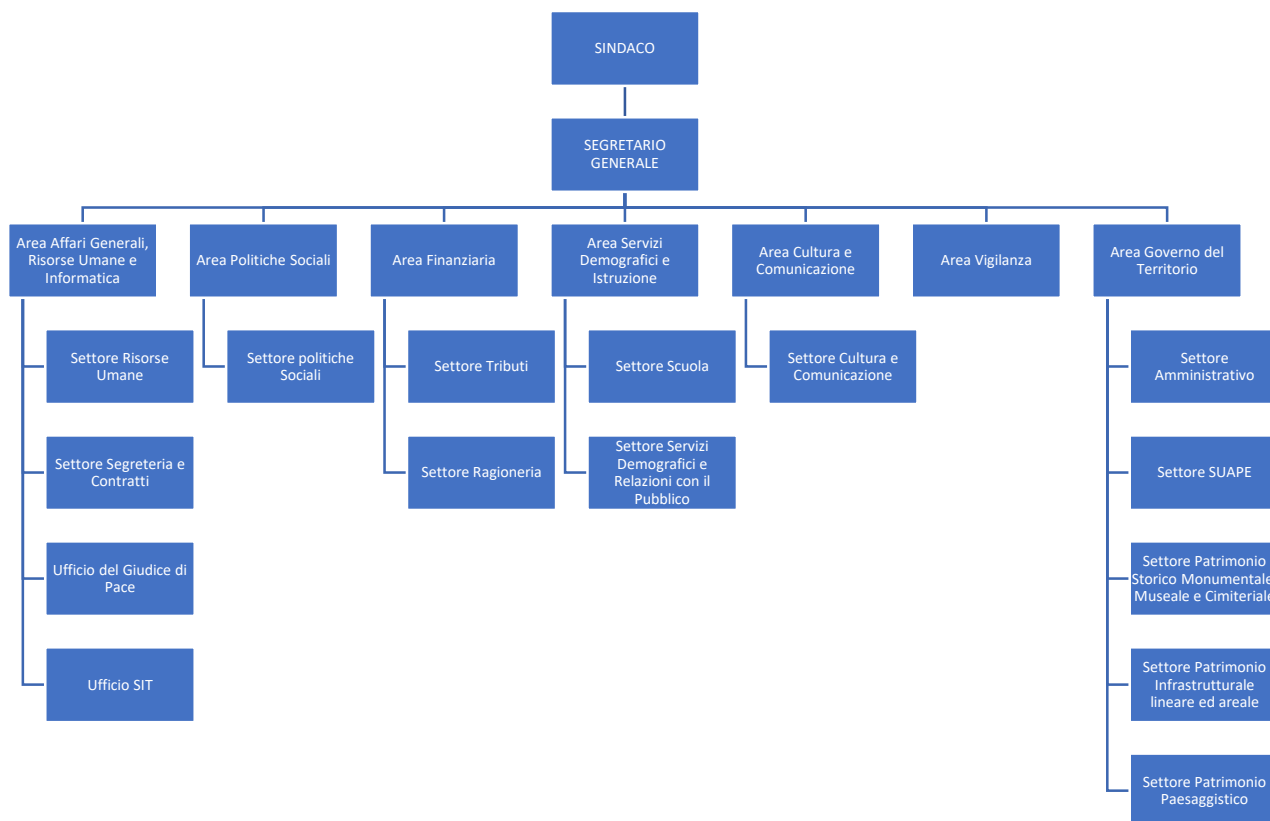 SINDACO
SEGRETARIO
GENERALE
Area Affari Generali,
Risorse Umane e
Informatica
Area Politiche Sociali
Area Finanziaria
Area Servizi
Demografici e
Istruzione
Area Cultura e
Comunicazione
Area Vigilanza
Area Governo del
Territorio
Settore Risorse
Umane
Settore politiche
Sociali
Settore Tributi
Settore Scuola
Settore Cultura e
Comunicazione
Settore
Amministrativo
Settore Segreteria e
Contratti
Settore Ragioneria
Settore Servizi
Demografici e
Relazioni con il
Pubblico
Settore SUAPE
Ufficio del Giudice di
Pace
Settore Patrimonio
Storico Monumentale
Museale e Cimiteriale
Ufficio SIT
Settore Patrimonio
Infrastrutturale
lineare ed areale
Settore Patrimonio
Paesaggistico